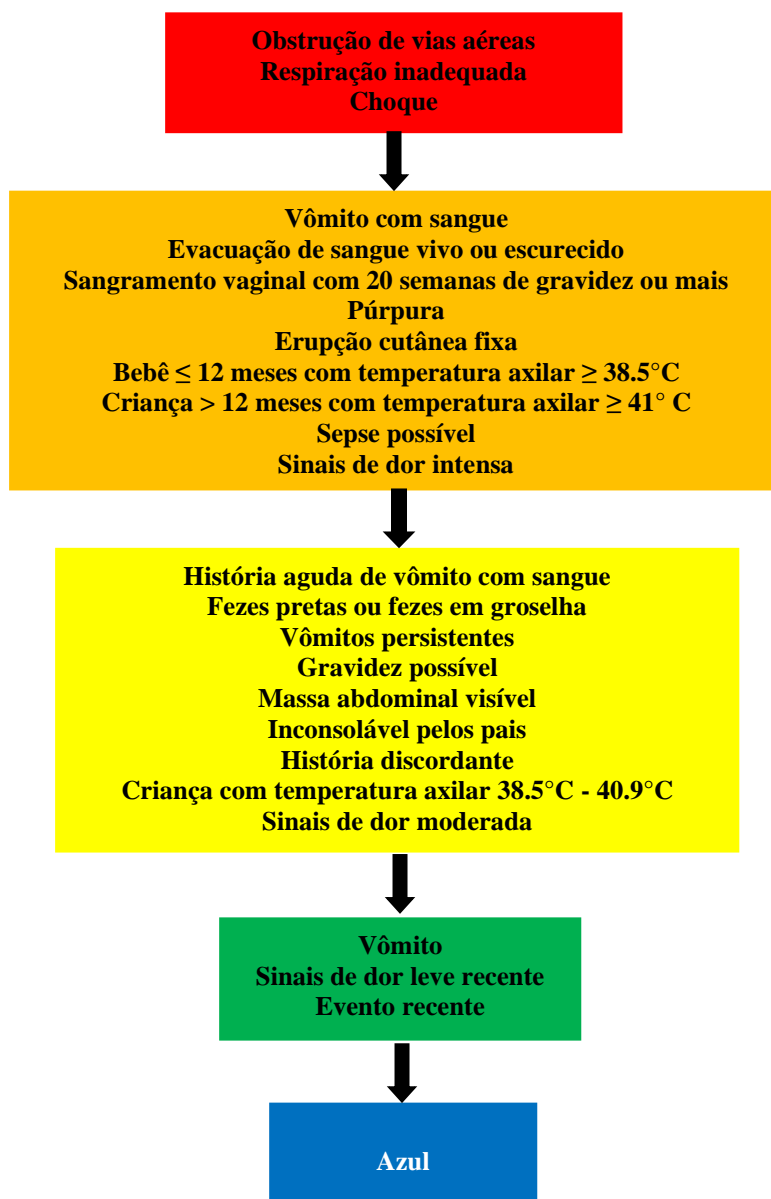 Obstrução de vias aéreas
Respiração inadequada
Choque
Vômito com sangue
Evacuação de sangue vivo ou escurecido
Sangramento vaginal com 20 semanas de gravidez ou mais
Púrpura
Erupção cutânea fixa
Bebê ≤ 12 meses com temperatura axilar ≥ 38.5°C
Criança > 12 meses com temperatura axilar ≥ 41° C
Sepse possível
Sinais de dor intensa
História aguda de vômito com sangue
Fezes pretas ou fezes em groselha
Vômitos persistentes
Gravidez possível
Massa abdominal visível
Inconsolável pelos pais
História discordante
Criança com temperatura axilar 38.5°C - 40.9°C
Sinais de dor moderada
Vômito
Sinais de dor leve recente
Evento recente
Azul